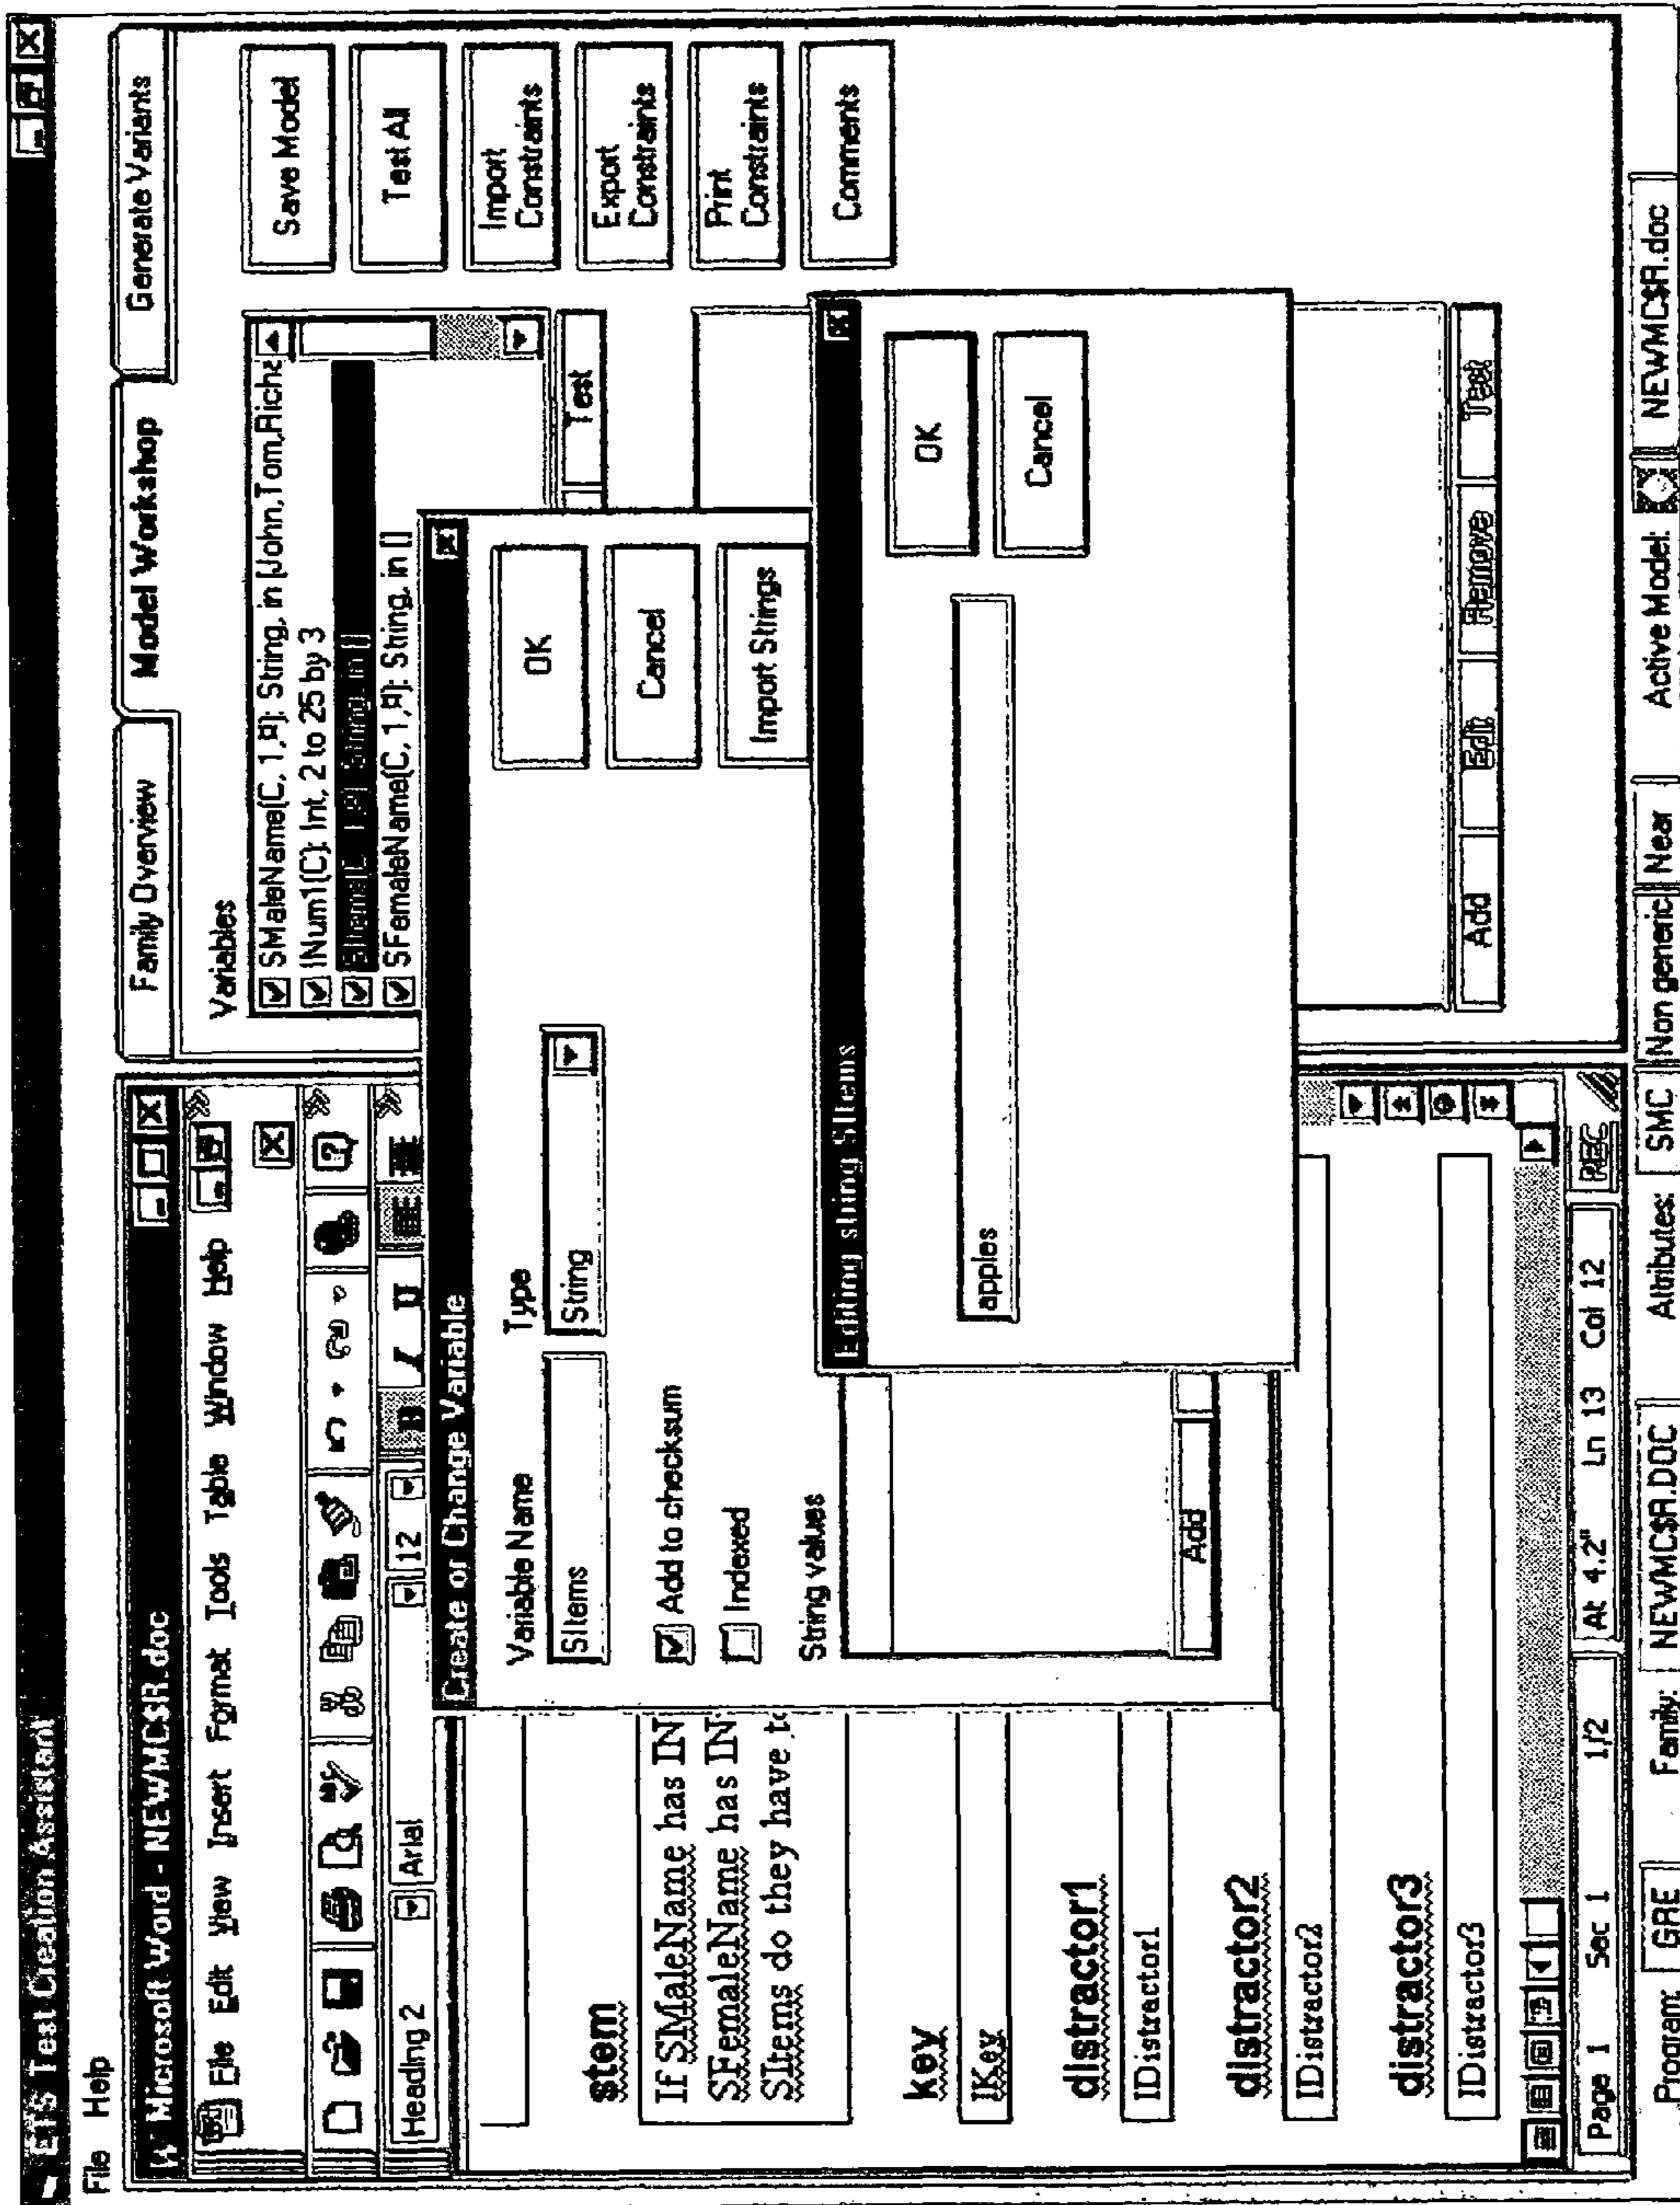 Test Creation Assistant
File Help
Microsoft Word - NEWMC$R.doc
File Edit View Insert Format Tools Table Window Help
Heading 2 Arial 12 B I U
stem
If SMaleName has IN
SFemaleName has IN
SItems do they have to
key
IKey
distractor1
IDistractor1
distractor2
IDistractor2
distractor3
IDistractor3
Page 1 Sec 1 1/2 At 4.2" Ln 13 Col 12 REC
Family Overview Model Workshop Generate Variants
Variables
SMaleName(C, 1,): String, in [John,Tom,Richa
INum1(C): Int, 2 to 25 by 3
String, in []
SFemaleName(C, 1,): String, in []
Test
Save Model
Test All
Import Constraints
Export Constraints
Print Constraints
Comments
Create or Change Variable
Variable Name Type
SItems String
Add to checksum
Indexed
String values
Add
OK
Cancel
Import Strings
Editing string SItems
apples
OK
Cancel
Add Edit Remove Test
Program: GRE Family: NEWMC$R.DOC Attributes: SMC Non generic Near Active Model: NEWMC$R.doc